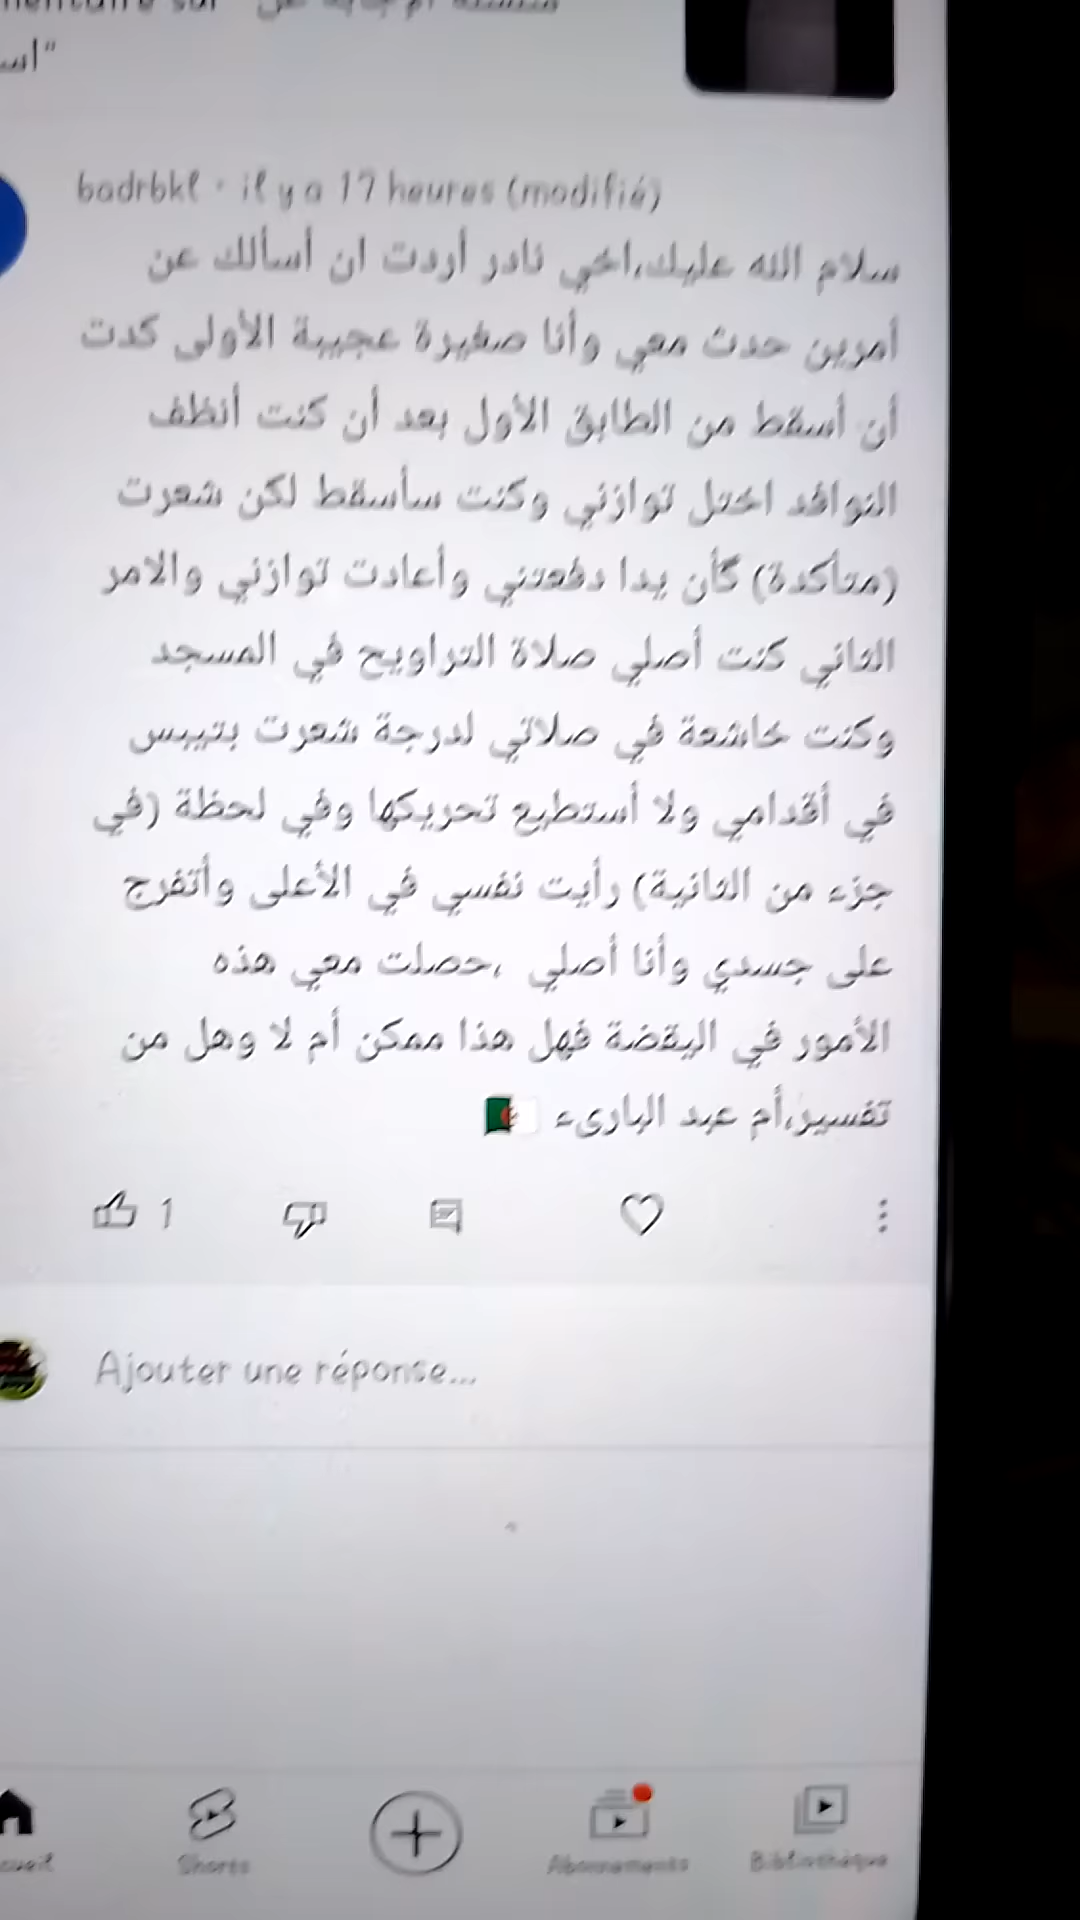 "اس
badrbkl · il y a 17 heures (modifié)
سلام الله عليك،اخي نادر أردت ان أسألك عن
أمرين حدث معي وأنا صغيرة عجيبة الأولى كدت
أن أسقط من الطابق الأول بعد أن كنت أنظف
النوافد اختل توازني وكنت سأسقط لكن شعرت
(متأكدة) كأن يدا دفعتني وأعادت توازني والامر
الثاني كنت أصلي صلاة التراويح في المسجد
وكنت خاشعة في صلاتي لدرجة شعرت بتيبس
في أقدامي ولا أستطيع تحريكها وفي لحظة (في
جزء من الثانية) رأيت نفسي في الأعلى وأتفرج
على جسدي وأنا أصلي ،حصلت معي هذه
الأمور في اليقضة فهل هذا ممكن أم لا وهل من
تفسير،أم عبد البارىء 🇩🇿
1
Ajouter une réponse...
Shorts
Abonnements
Bibliothèque